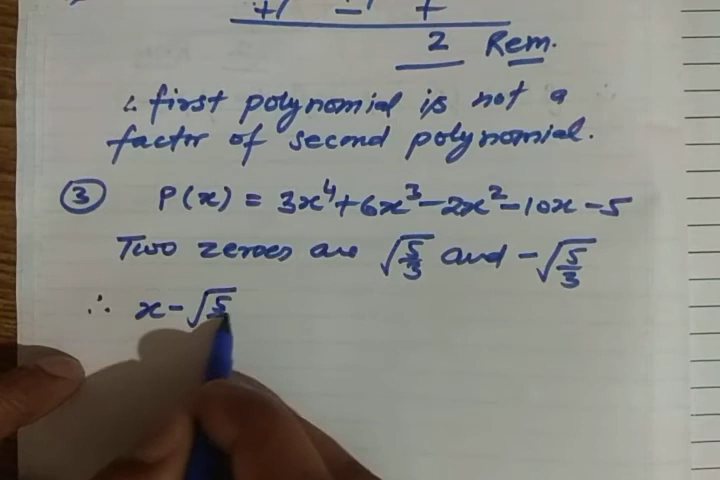 + - +
2 Rem.
∴ first polynomial is not a
factor of second polynomial.
③ P(x) = 3x⁴+6x³-2x²-10x-5
Two zeroes are √5/3 and -√5/3
∴ x-√5